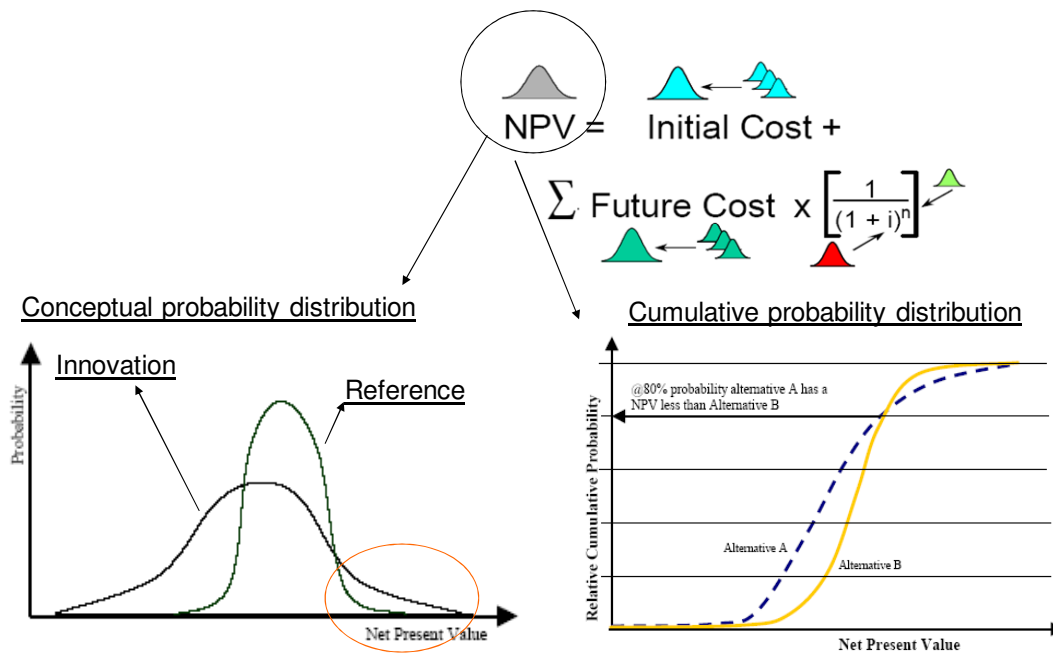 NPV = Initial Cost +
∑ Future Cost x [ 1 / (1 + i)^n ]
Conceptual probability distribution
Innovation
Reference
Probability
Net Present Value
Cumulative probability distribution
@80% probability alternative A has a
NPV less than Alternative B
Relative Cumulative Probability
Alternative A
Alternative B
Net Present Value